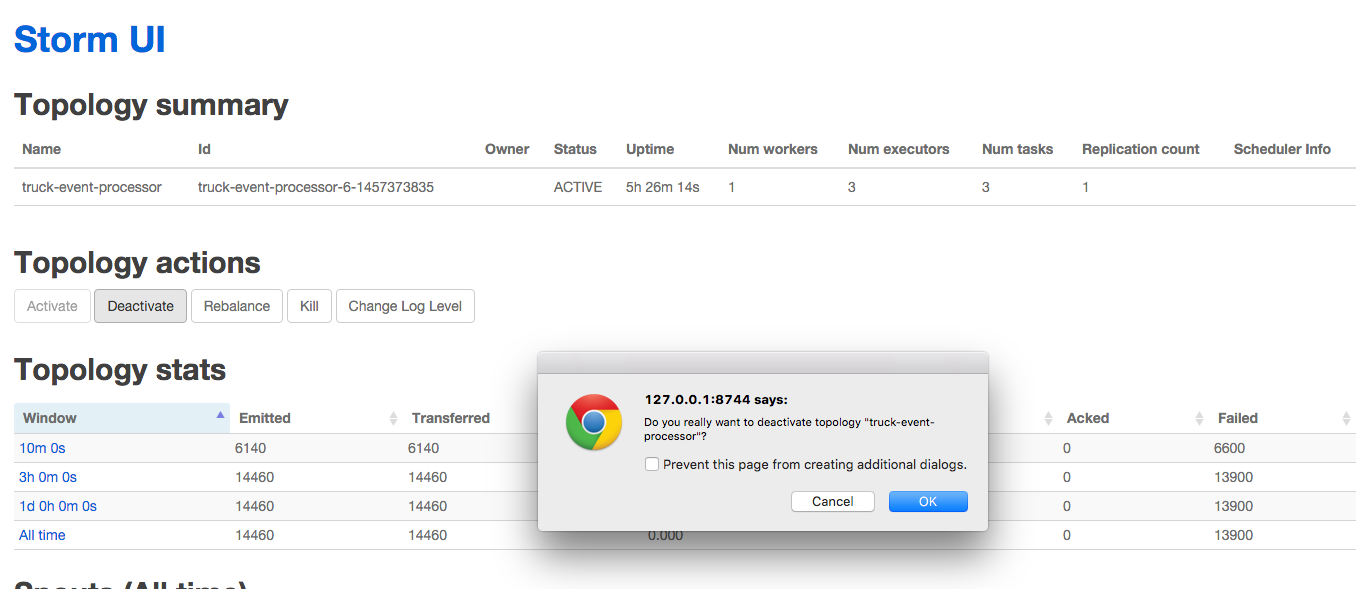 Storm UI
Topology summary
Name Id Owner Status Uptime Num workers Num executors Num tasks Replication count Scheduler Info
truck-event-processor truck-event-processor-6-1457373835 ACTIVE 5h 26m 14s 1 3 3 1
Topology actions
Activate Deactivate Rebalance Kill Change Log Level
Topology stats
Window Emitted Transferred Acked Failed
10m 0s 6140 6140 0 6600
3h 0m 0s 14460 14460 0 13900
1d 0h 0m 0s 14460 14460 0 13900
All time 14460 14460 0.000 0 13900
127.0.0.1:8744 says:
Do you really want to deactivate topology "truck-event-
processor"?
Prevent this page from creating additional dialogs.
Cancel OK
Spouts (All time)